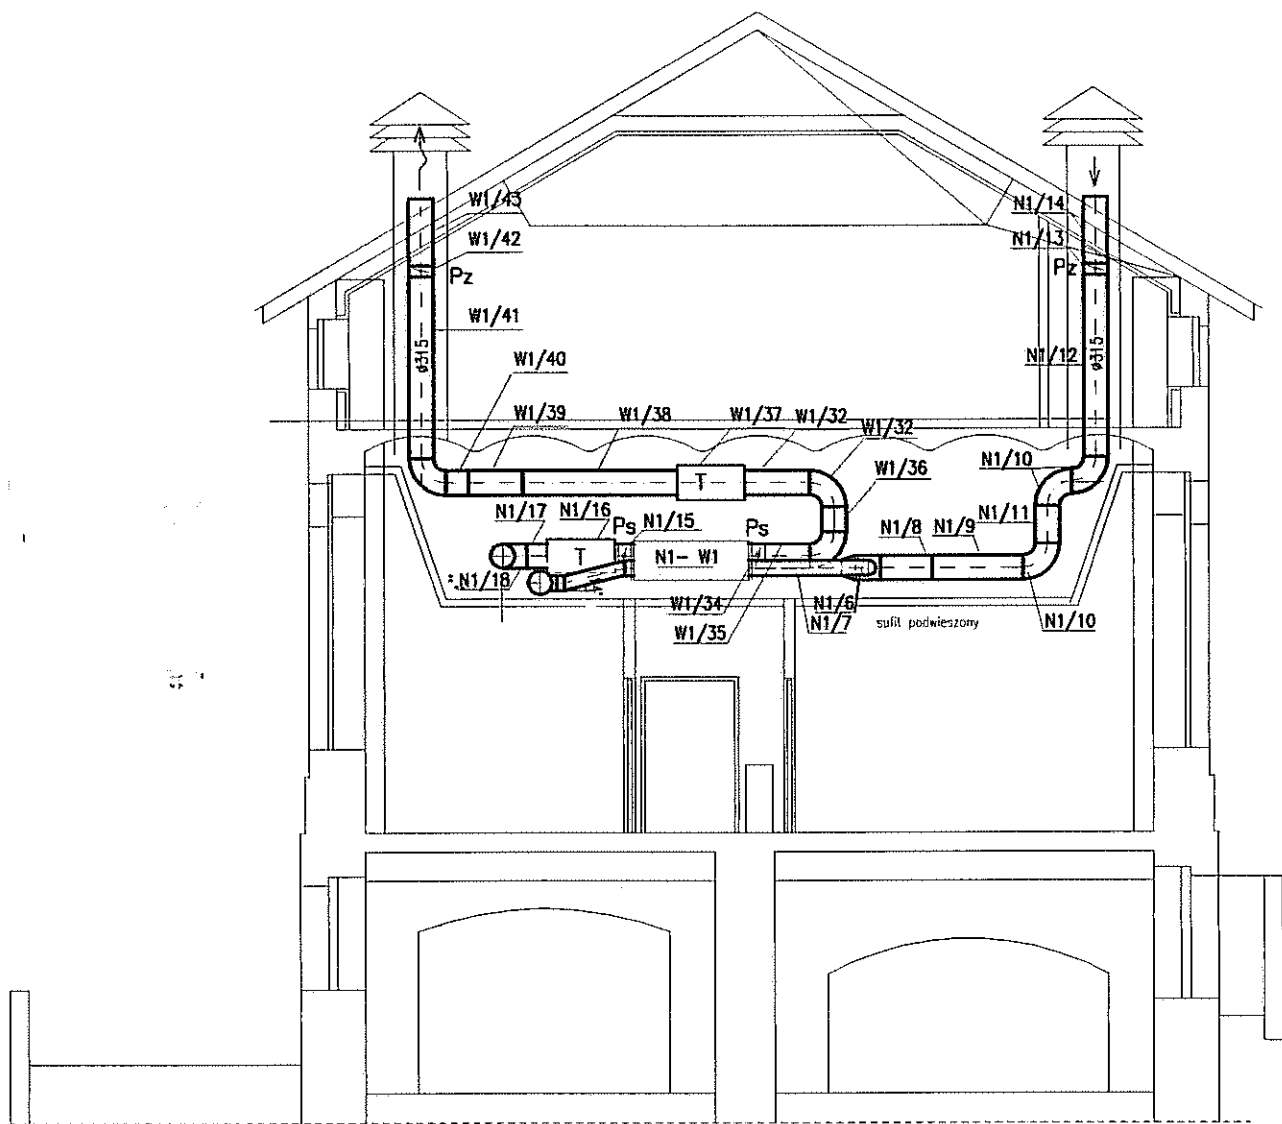 W1/43
N1/14
W1/42
N1/13
Pz
Pz
W1/41
ø315
N1/12
ø315
W1/40
W1/39
W1/38
W1/37
W1/32
W1/32
T
W1/36
N1/10
N1/17
N1/16
Ps
N1/15
Ps
N1/11
N1/8
N1/9
T
N1- W1
N1/18
W1/34
N1/6
W1/35
N1/7
sufit podwieszony
N1/10